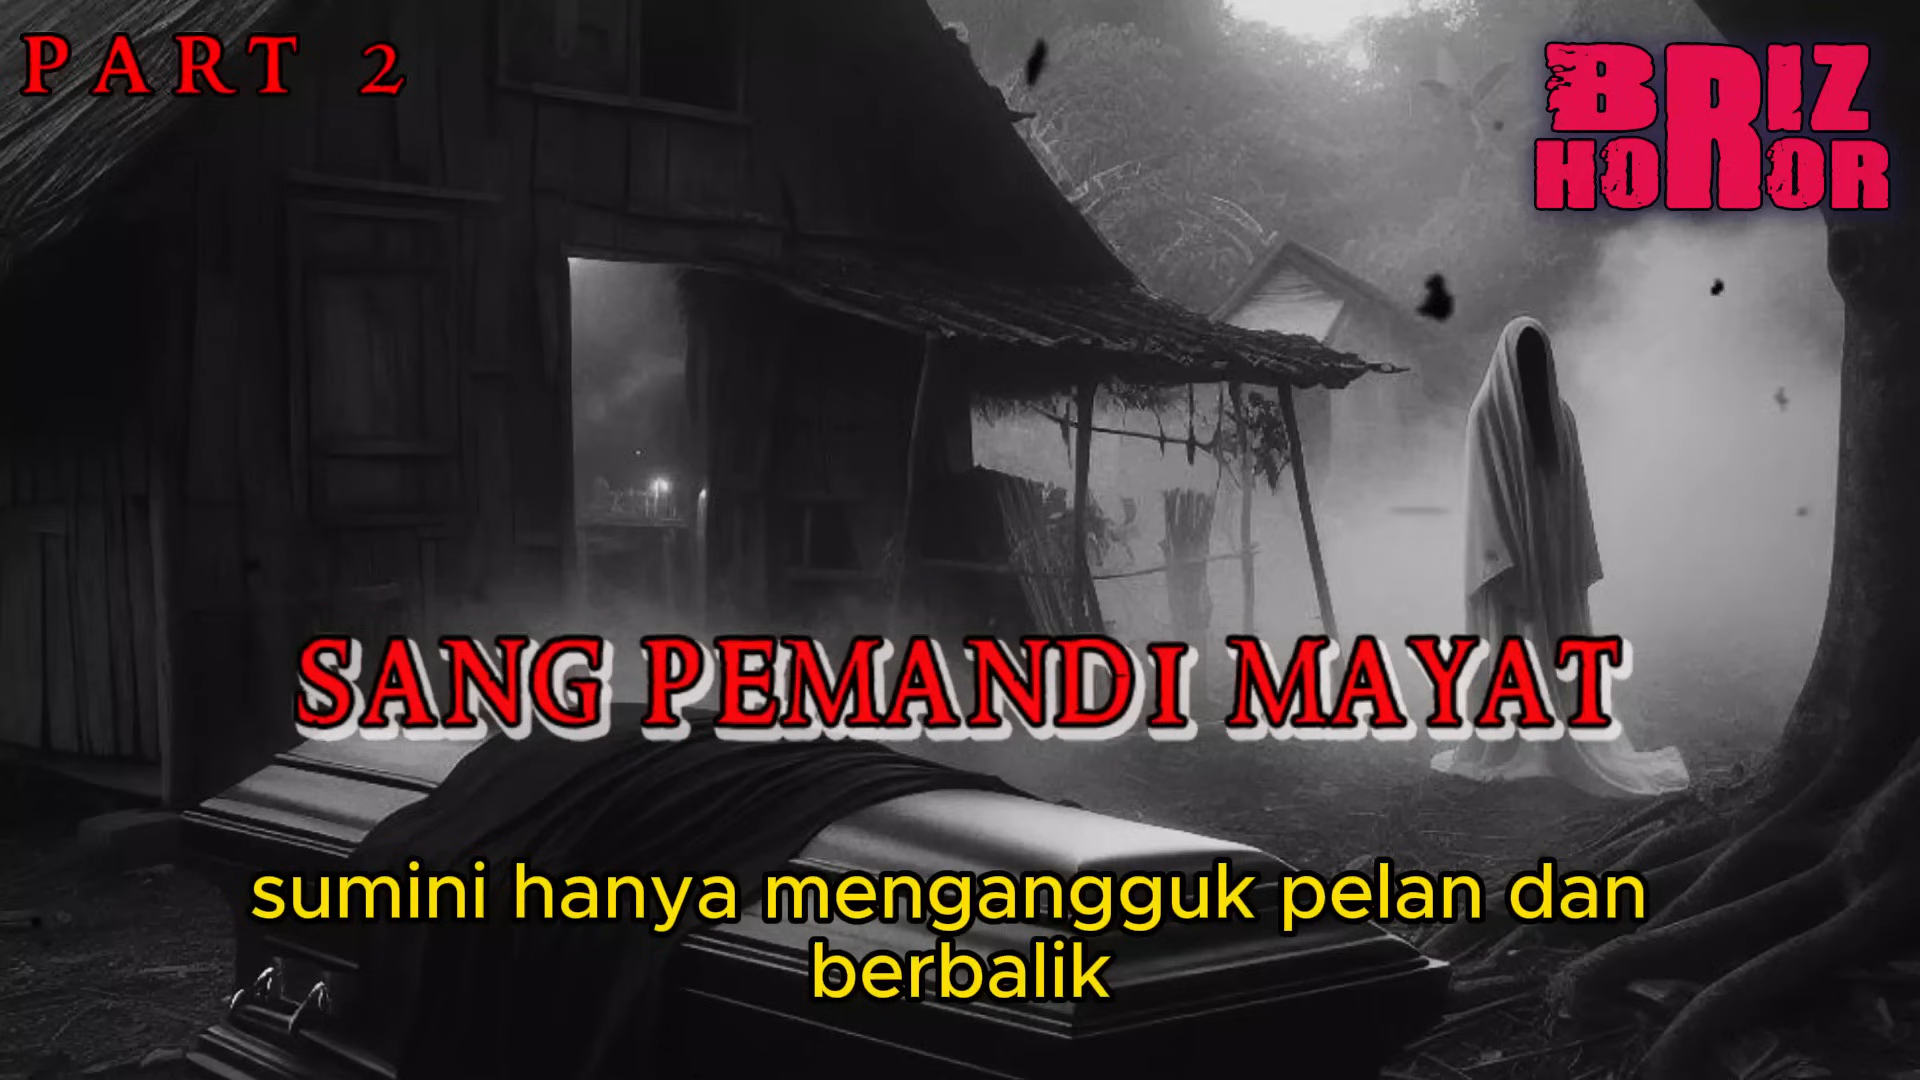 PART 2
BRIZ
HORROR
SANG PEMANDI MAYAT
sumini hanya mengangguk pelan dan
berbalik